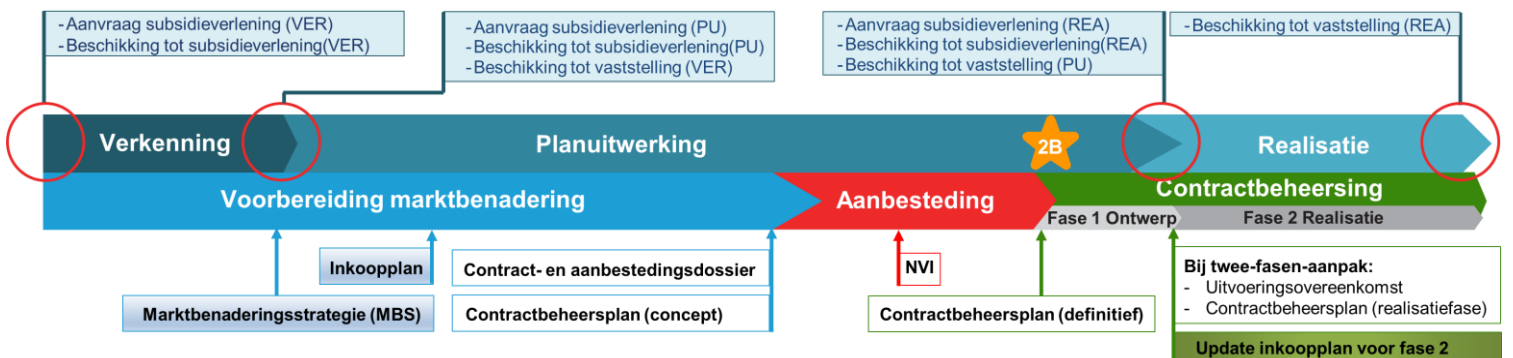 -Aanvraag subsidieverlening (VER)
-Beschikking tot subsidieverlening(VER)
-Aanvraag subsidieverlening (PU)
-Beschikking tot subsidieverlening(PU)
-Beschikking tot vaststelling (VER)
-Aanvraag subsidieverlening (REA)
-Beschikking tot subsidieverlening(REA)
-Beschikking tot vaststelling (PU)
-Beschikking tot vaststelling (REA)
Verkenning
Planuitwerking
2B
Realisatie
Voorbereiding marktbenadering
Aanbesteding
Contractbeheersing
Fase 1 Ontwerp
Fase 2 Realisatie
Inkoopplan
Marktbenaderingsstrategie (MBS)
Contract- en aanbestedingsdossier
Contractbeheersplan (concept)
NVI
Contractbeheersplan (definitief)
Bij twee-fasen-aanpak:
- Uitvoeringsovereenkomst
- Contractbeheersplan (realisatiefase)
Update inkoopplan voor fase 2